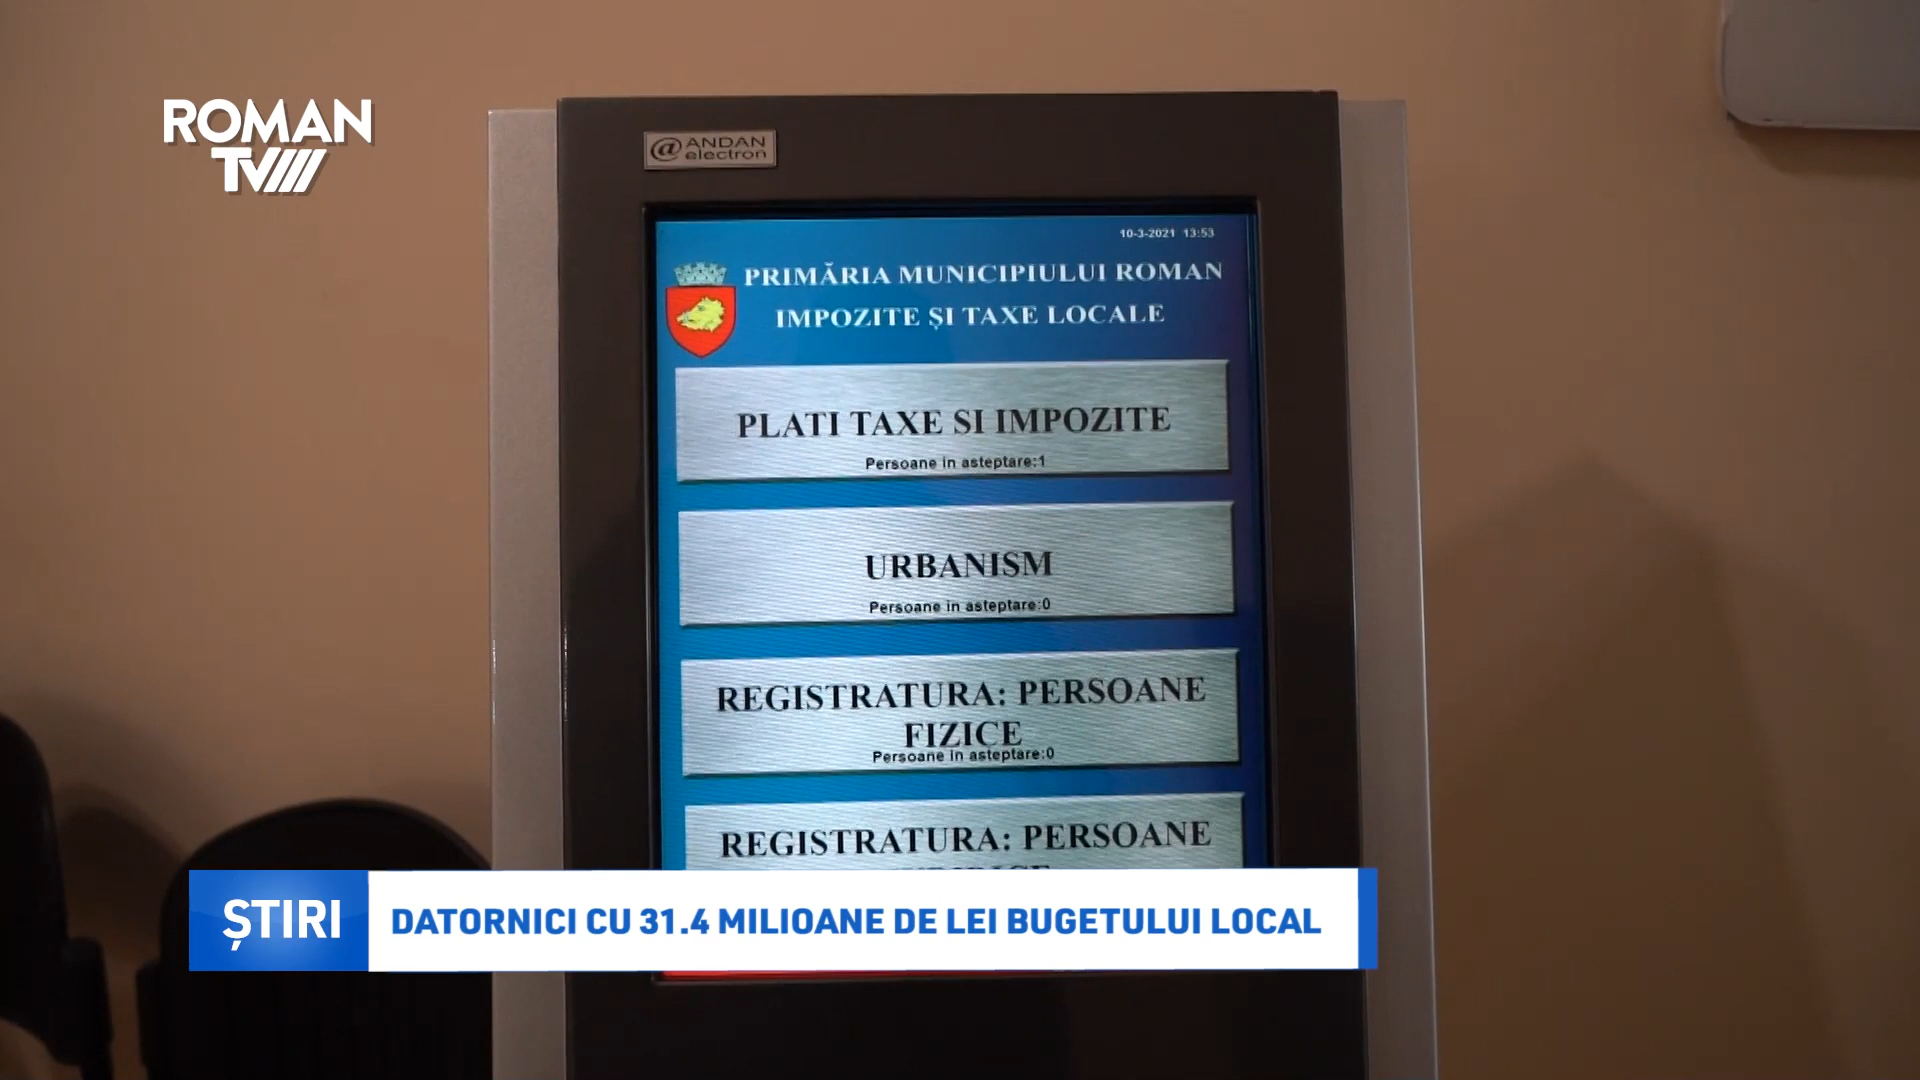 ROMAN
TV
@ANDAN
electron
10-3-2021 13:53
PRIMĂRIA MUNICIPIULUI ROMAN
IMPOZITE ȘI TAXE LOCALE
PLATI TAXE SI IMPOZITE
Persoane in asteptare:1
URBANISM
Persoane in asteptare:0
REGISTRATURA: PERSOANE
FIZICE
Persoane in asteptare:0
REGISTRATURA: PERSOANE
ȘTIRI
DATORNICI CU 31.4 MILIOANE DE LEI BUGETULUI LOCAL